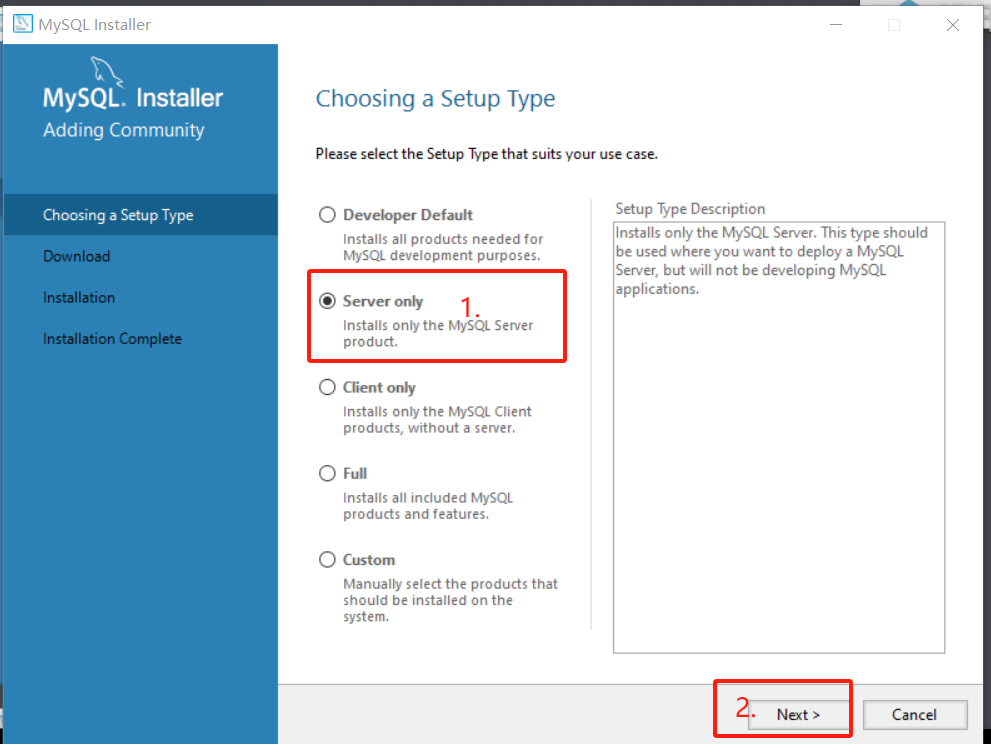 MySQL Installer
MySQL. Installer
Adding Community
Choosing a Setup Type
Download
Installation
Installation Complete
Choosing a Setup Type
Please select the Setup Type that suits your use case.
Developer Default
Installs all products needed for
MySQL development purposes.
Server only
1.
Installs only the MySQL Server
product.
Client only
Installs only the MySQL Client
products, without a server.
Full
Installs all included MySQL
products and features.
Custom
Manually select the products that
should be installed on the
system.
Setup Type Description
Installs only the MySQL Server. This type should
be used where you want to deploy a MySQL
Server, but will not be developing MySQL
applications.
2.
Next >
Cancel